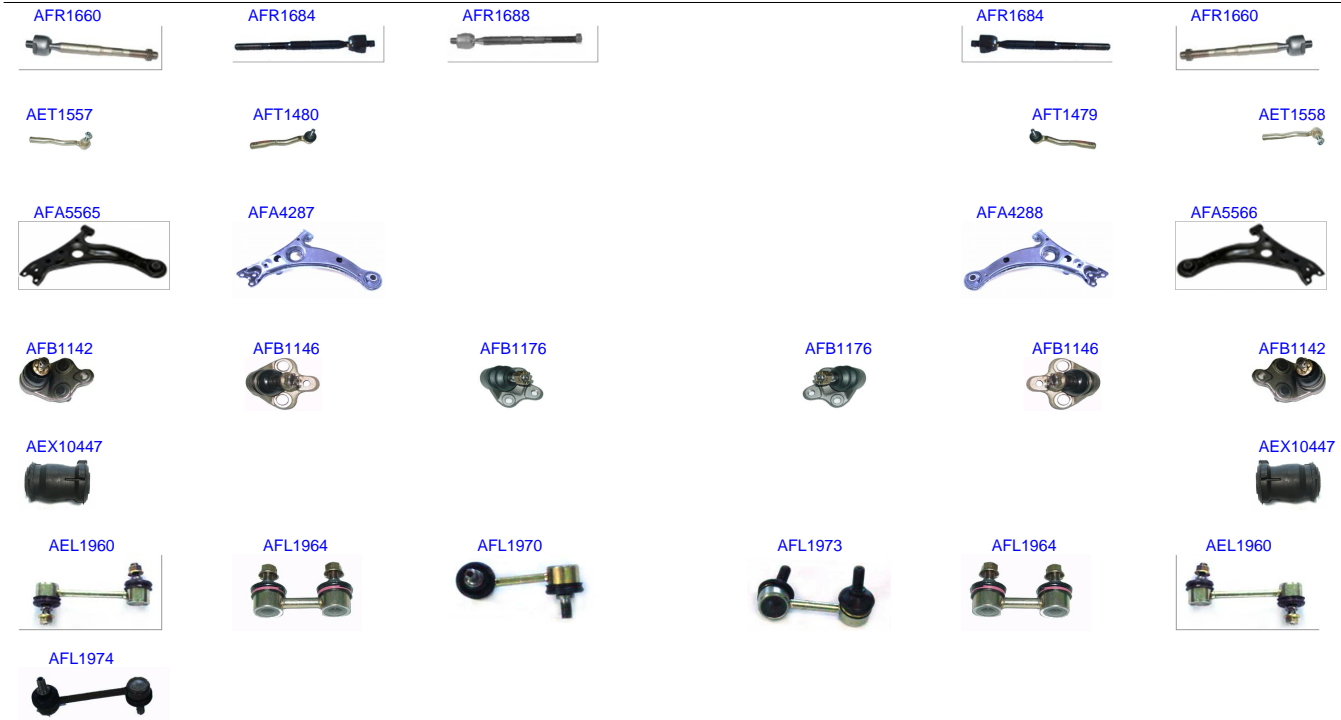 AFR1660 AFR1684 AFR1688 AFR1684 AFR1660
AET1557 AFT1480 AFT1479 AET1558
AFA5565 AFA4287 AFA4288 AFA5566
AFB1142 AFB1146 AFB1176 AFB1176 AFB1146 AFB1142
AEX10447 AEX10447
AEL1960 AFL1964 AFL1970 AFL1973 AFL1964 AEL1960
AFL1974